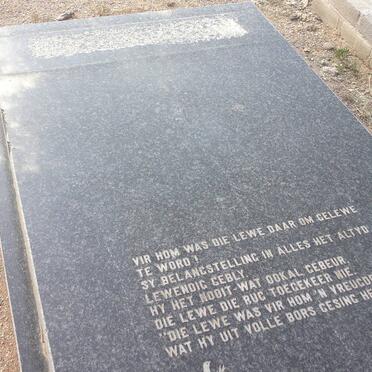 VIR HOM WAS DIE LEWE DAAR OM GELEWE
TE WORD!
SY BELANGSTELLING IN ALLES HET ALTYD
LEWENDIG GEBLY.
HY HET NOOIT-WAT OOKAL GEBEUR,
DIE LEWE DIE RUG TOEGEKEER NIE.
"DIE LEWE WAS VIR HOM 'N VREUGDE
WAT HY UIT VOLLE BORS GESING HE